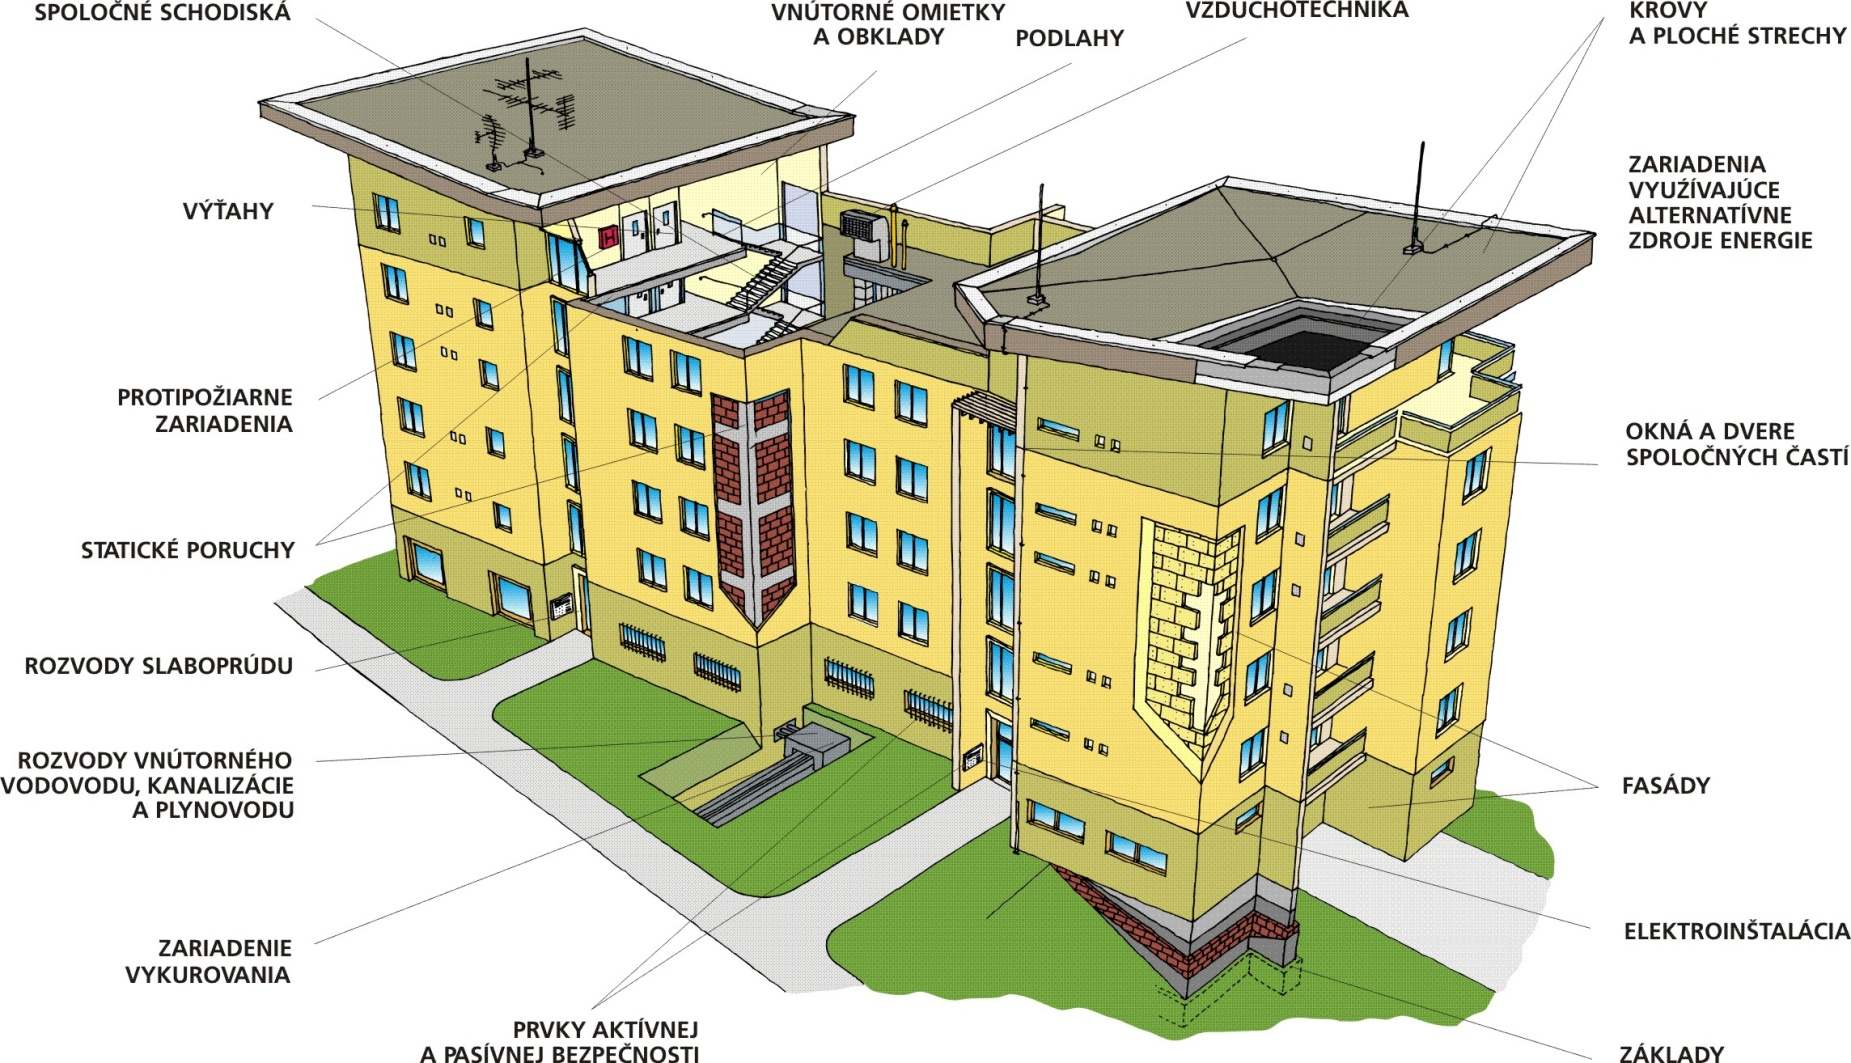 SPOLOČNÉ SCHODISKÁ
VNÚTORNÉ OMIETKY
A OBKLADY
PODLAHY
VZDUCHOTECHNIKA
KROVY
A PLOCHÉ STRECHY
VÝŤAHY
ZARIADENIA
VYUŹÍVAJÚCE
ALTERNATÍVNE
ZDROJE ENERGIE
PROTIPOŽIARNE
ZARIADENIA
OKNÁ A DVERE
SPOLOČNÝCH ČASTÍ
STATICKÉ PORUCHY
ROZVODY SLABOPRÚDU
ROZVODY VNÚTORNÉHO
VODOVODU, KANALIZÁCIE
A PLYNOVODU
FASÁDY
ZARIADENIE
VYKUROVANIA
ELEKTROINŠTALÁCIA
PRVKY AKTÍVNEJ
A PASÍVNEJ BEZPEČNOSTI
ZÁKLADY
H